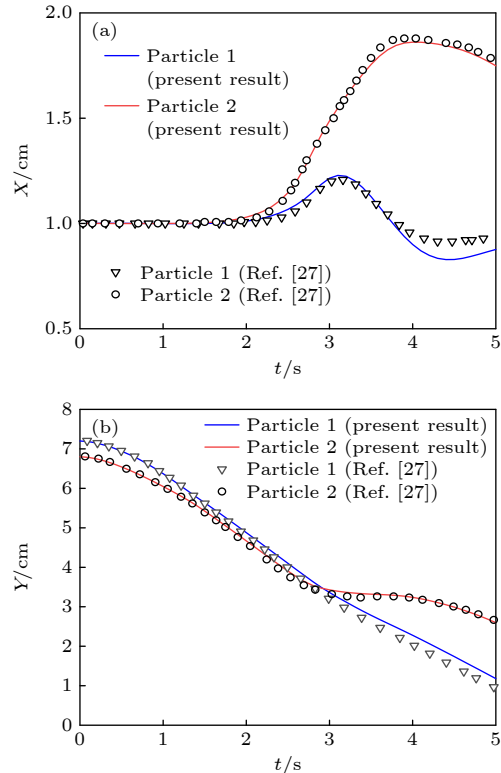 (a)
2.0
1.5
1.0
0.5
X/cm
Particle 1
(present result)
Particle 2
(present result)
Particle 1 (Ref. [27])
Particle 2 (Ref. [27])
0 1 2 3 4 5
t/s
(b)
8
7
6
5
4
3
2
1
0
Y/cm
Particle 1 (present result)
Particle 2 (present result)
Particle 1 (Ref. [27])
Particle 2 (Ref. [27])
0 1 2 3 4 5
t/s